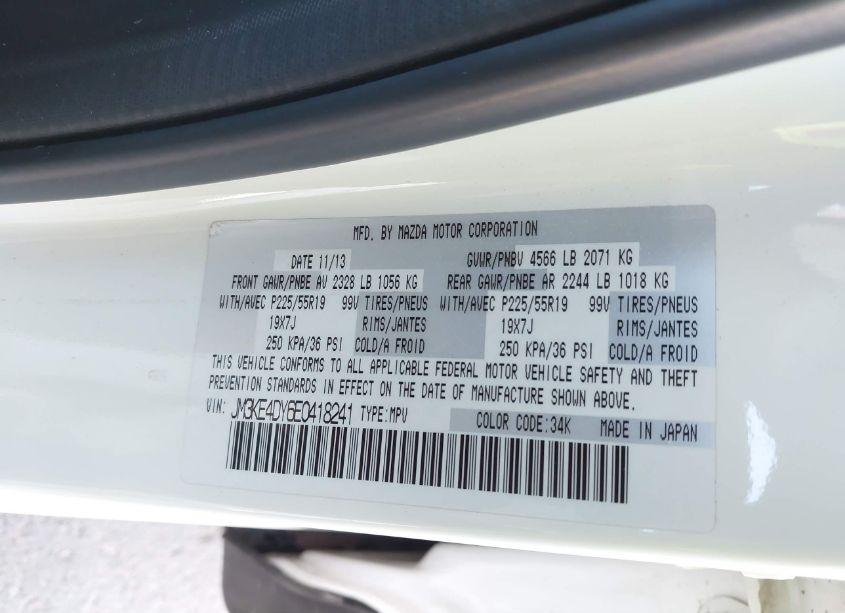 MFD. BY MAZDA MOTOR CORPORATION
DATE 11/13 GVWR/PNBV 4566 LB 2071 KG
FRONT GAWR/PNBE AV 2328 LB 1056 KG REAR GAWR/PNBE AR 2244 LB 1018 KG
WITH/AVEC P225/55R19 99V TIRES/PNEUS WITH/AVEC P225/55R19 99V TIRES/PNEUS
19X7J RIMS/JANTES 19X7J RIMS/JANTES
250 KPA/36 PSI COLD/A FROID 250 KPA/36 PSI COLD/A FROID
THIS VEHICLE CONFORMS TO ALL APPLICABLE FEDERAL MOTOR VEHICLE SAFETY AND THEFT
PREVENTION STANDARDS IN EFFECT ON THE DATE OF MANUFACTURE SHOWN ABOVE.
VIN: JM3KE4DY6E0418241 TYPE:MPV COLOR CODE:34K MADE IN JAPAN